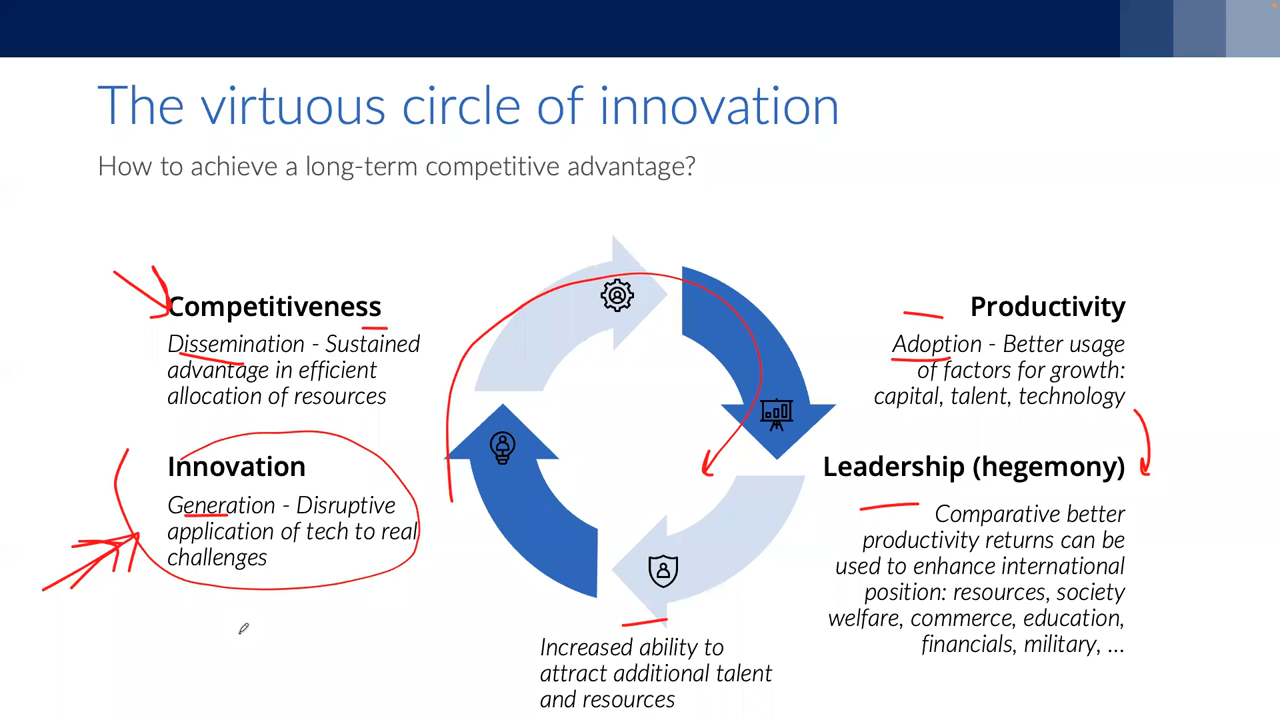 The virtuous circle of innovation
How to achieve a long-term competitive advantage?
Competitiveness
Dissemination - Sustained
advantage in efficient
allocation of resources
Innovation
Generation - Disruptive
application of tech to real
challenges
Productivity
Adoption - Better usage
of factors for growth:
capital, talent, technology
Leadership (hegemony)
Comparative better
productivity returns can be
used to enhance international
position: resources, society
welfare, commerce, education,
financials, military, ...
Increased ability to
attract additional talent
and resources